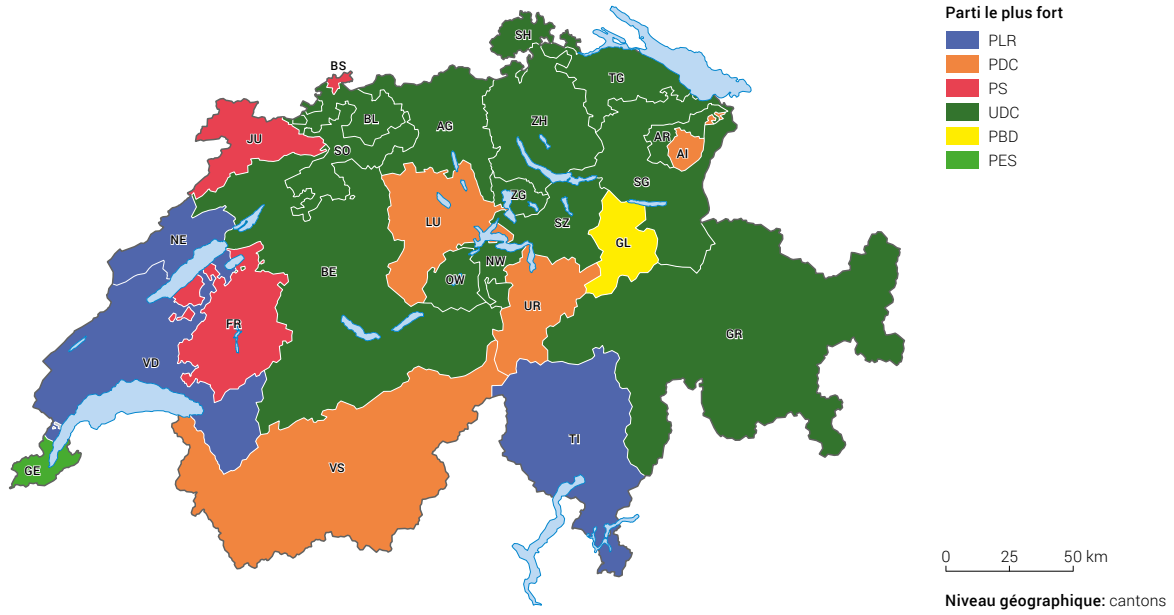 Parti le plus fort
PLR
PDC
PS
UDC
PBD
PES
SH
BS
TG
BL
AG
ZH
JU
SO
AR
AI
SG
ZG
LU
SZ
NE
GL
NW
BE
OW
UR
FR
GR
VD
TI
VS
GE
0 25 50 km
Niveau géographique: cantons